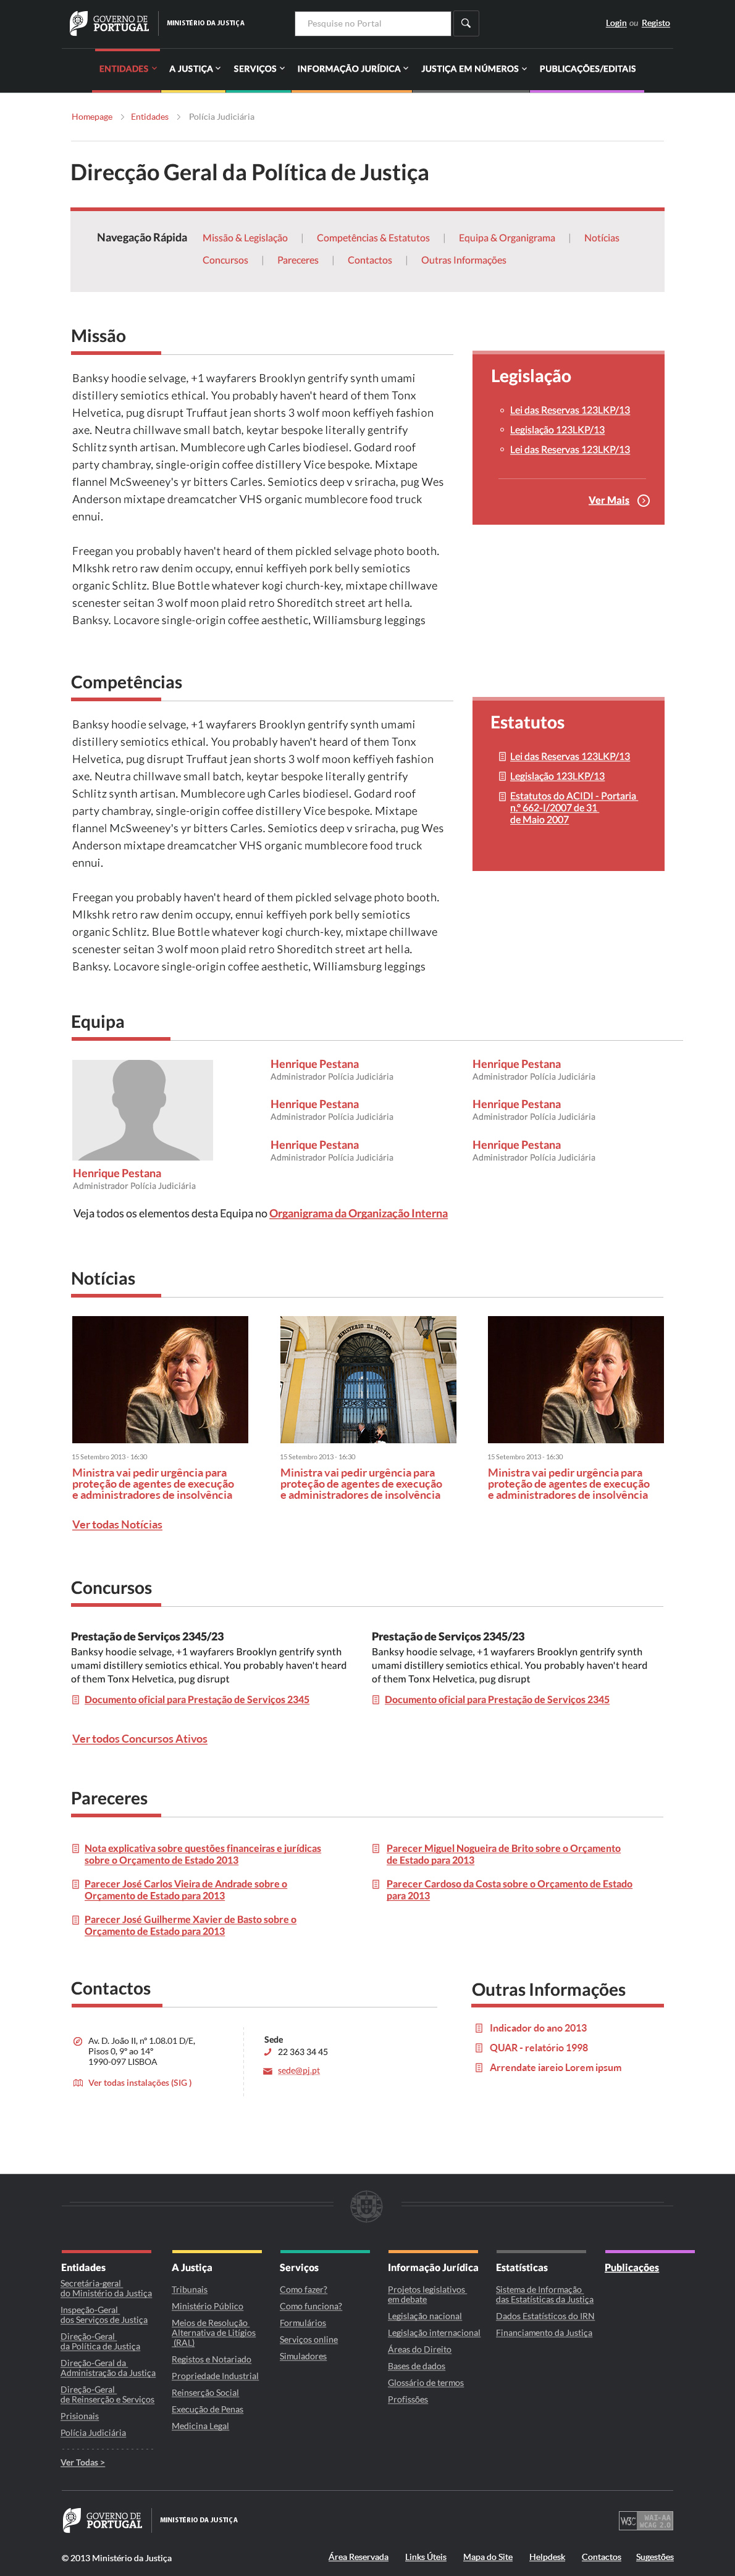 GOVERNO DE
PORTUGAL
MINISTÉRIO DA JUSTIÇA
Pesquise no Portal
Login ou Registo
ENTIDADES
A JUSTIÇA
SERVIÇOS
INFORMAÇÃO JURÍDICA
JUSTIÇA EM NÚMEROS
PUBLICAÇÕES/EDITAIS
Homepage > Entidades > Polícia Judiciária
Direcção Geral da Política de Justiça
Navegação Rápida
Missão & Legislação | Competências & Estatutos | Equipa & Organigrama | Notícias
Concursos | Pareceres | Contactos | Outras Informações
Missão
Banksy hoodie selvage, +1 wayfarers Brooklyn gentrify synth umami
distillery semiotics ethical. You probably haven't heard of them Tonx
Helvetica, pug disrupt Truffaut jean shorts 3 wolf moon keffiyeh fashion
axe. Neutra chillwave small batch, keytar bespoke literally gentrify
Schlitz synth artisan. Mumblecore ugh Carles biodiesel. Godard roof
party chambray, single-origin coffee distillery Vice bespoke. Mixtape
flannel McSweeney's yr bitters Carles. Semiotics deep v sriracha, pug Wes
Anderson mixtape dreamcatcher VHS organic mumblecore food truck
ennui.
Freegan you probably haven't heard of them pickled selvage photo booth.
Mlkshk retro raw denim occupy, ennui keffiyeh pork belly semiotics
organic Schlitz. Blue Bottle whatever kogi church-key, mixtape chillwave
scenester seitan 3 wolf moon plaid retro Shoreditch street art hella.
Banksy. Locavore single-origin coffee aesthetic, Williamsburg leggings
Legislação
Lei das Reservas 123LKP/13
Legislação 123LKP/13
Lei das Reservas 123LKP/13
Ver Mais
Competências
Banksy hoodie selvage, +1 wayfarers Brooklyn gentrify synth umami
distillery semiotics ethical. You probably haven't heard of them Tonx
Helvetica, pug disrupt Truffaut jean shorts 3 wolf moon keffiyeh fashion
axe. Neutra chillwave small batch, keytar bespoke literally gentrify
Schlitz synth artisan. Mumblecore ugh Carles biodiesel. Godard roof
party chambray, single-origin coffee distillery Vice bespoke. Mixtape
flannel McSweeney's yr bitters Carles. Semiotics deep v sriracha, pug Wes
Anderson mixtape dreamcatcher VHS organic mumblecore food truck
ennui.
Freegan you probably haven't heard of them pickled selvage photo booth.
Mlkshk retro raw denim occupy, ennui keffiyeh pork belly semiotics
organic Schlitz. Blue Bottle whatever kogi church-key, mixtape chillwave
scenester seitan 3 wolf moon plaid retro Shoreditch street art hella.
Banksy. Locavore single-origin coffee aesthetic, Williamsburg leggings
Estatutos
Lei das Reservas 123LKP/13
Legislação 123LKP/13
Estatutos do ACIDI - Portaria
n.º 662-I/2007 de 31
de Maio 2007
Equipa
Henrique Pestana
Administrador Polícia Judiciária
Henrique Pestana
Administrador Polícia Judiciária
Henrique Pestana
Administrador Polícia Judiciária
Henrique Pestana
Administrador Polícia Judiciária
Henrique Pestana
Administrador Polícia Judiciária
Henrique Pestana
Administrador Polícia Judiciária
Henrique Pestana
Administrador Polícia Judiciária
Veja todos os elementos desta Equipa no Organigrama da Organização Interna
Notícias
MINISTÉRIO DA JUSTIÇA
15 Setembro 2013 - 16:30
Ministra vai pedir urgência para
proteção de agentes de execução
e administradores de insolvência
15 Setembro 2013 - 16:30
Ministra vai pedir urgência para
proteção de agentes de execução
e administradores de insolvência
15 Setembro 2013 - 16:30
Ministra vai pedir urgência para
proteção de agentes de execução
e administradores de insolvência
Ver todas Notícias
Concursos
Prestação de Serviços 2345/23
Banksy hoodie selvage, +1 wayfarers Brooklyn gentrify synth
umami distillery semiotics ethical. You probably haven't heard
of them Tonx Helvetica, pug disrupt
Documento oficial para Prestação de Serviços 2345
Prestação de Serviços 2345/23
Banksy hoodie selvage, +1 wayfarers Brooklyn gentrify synth
umami distillery semiotics ethical. You probably haven't heard
of them Tonx Helvetica, pug disrupt
Documento oficial para Prestação de Serviços 2345
Ver todos Concursos Ativos
Pareceres
Nota explicativa sobre questões financeiras e jurídicas
sobre o Orçamento de Estado 2013
Parecer José Carlos Vieira de Andrade sobre o
Orçamento de Estado para 2013
Parecer José Guilherme Xavier de Basto sobre o
Orçamento de Estado para 2013
Parecer Miguel Nogueira de Brito sobre o Orçamento
de Estado para 2013
Parecer Cardoso da Costa sobre o Orçamento de Estado
para 2013
Contactos
Av. D. João II, nº 1.08.01 D/E,
Pisos 0, 9º ao 14º
1990-097 LISBOA
Ver todas instalações (SIG )
Sede
22 363 34 45
sede@pj.pt
Outras Informações
Indicador do ano 2013
QUAR - relatório 1998
Arrendate iareio Lorem ipsum
Entidades
Secretária-geral
do Ministério da Justiça
Inspeção-Geral
dos Serviços de Justiça
Direção-Geral
da Política de Justiça
Direção-Geral da
Administração da Justiça
Direção-Geral
de Reinserção e Serviços
Prisionais
Polícia Judiciária
Ver Todas >
A Justiça
Tribunais
Ministério Público
Meios de Resolução
Alternativa de Litígios
(RAL)
Registos e Notariado
Propriedade Industrial
Reinserção Social
Execução de Penas
Medicina Legal
Serviços
Como fazer?
Como funciona?
Formulários
Serviços online
Simuladores
Informação Jurídica
Projetos legislativos
em debate
Legislação nacional
Legislação internacional
Áreas do Direito
Bases de dados
Glossário de termos
Profissões
Estatísticas
Sistema de Informação
das Estatísticas da Justiça
Dados Estatísticos do IRN
Financiamento da Justiça
Publicações
GOVERNO DE
PORTUGAL
MINISTÉRIO DA JUSTIÇA
W3C WAI-AA
WCAG 2.0
© 2013 Ministério da Justiça
Área Reservada
Links Úteis
Mapa do Site
Helpdesk
Contactos
Sugestões